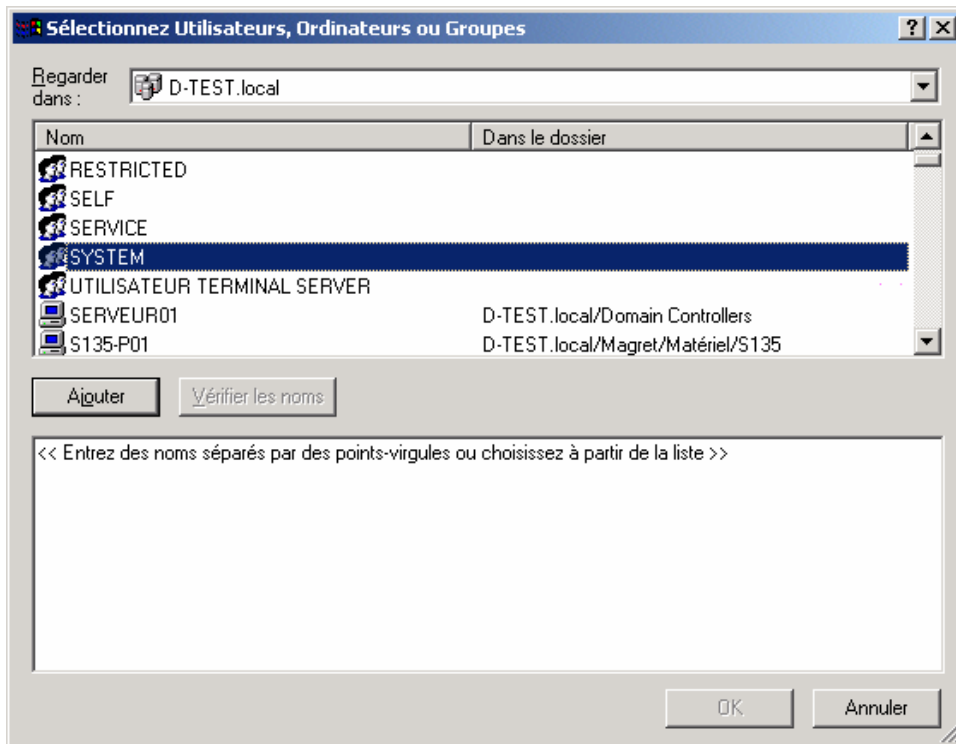 Sélectionnez Utilisateurs, Ordinateurs ou Groupes
Regarder dans :
D-TEST.local
Nom Dans le dossier
RESTRICTED
SELF
SERVICE
SYSTEM
UTILISATEUR TERMINAL SERVER
SERVEUR01 D-TEST.local/Domain Controllers
S135-P01 D-TEST.local/Magret/Matériel/S135
Ajouter Vérifier les noms
<< Entrez des noms séparés par des points-virgules ou choisissez à partir de la liste >>
OK Annuler